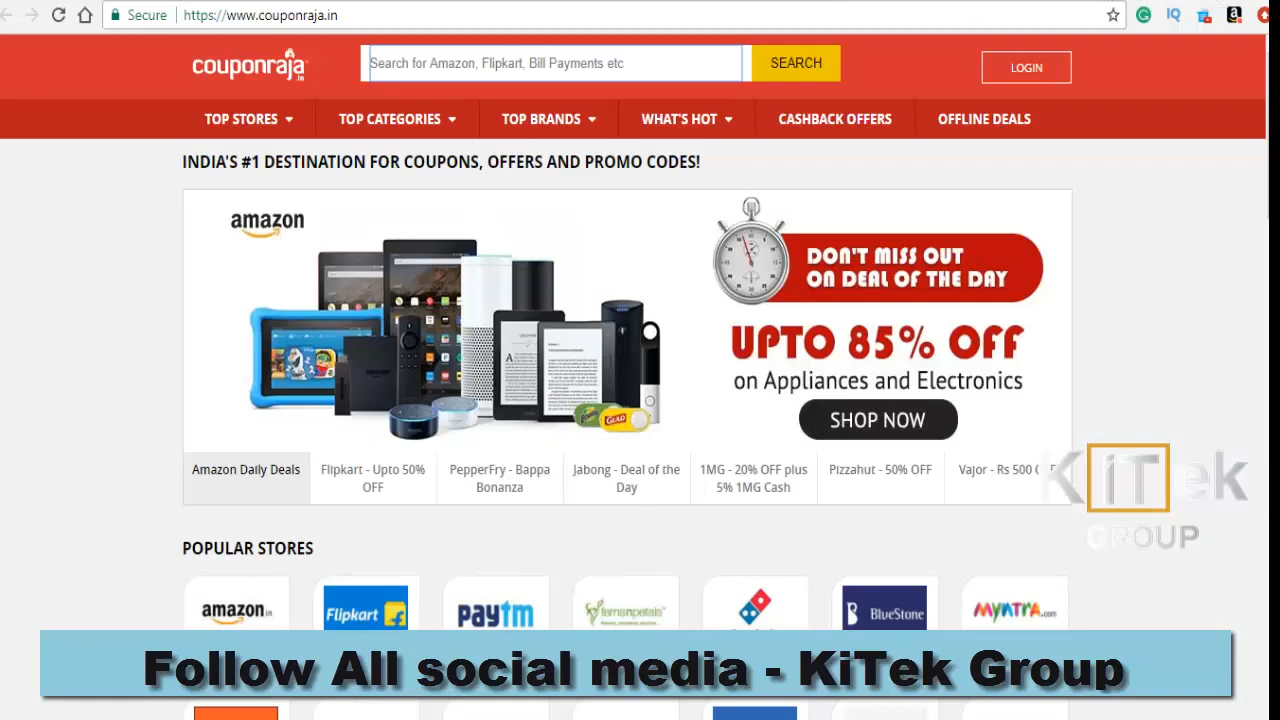 Secure https://www.couponraja.in
couponraja.in
Search for Amazon, Flipkart, Bill Payments etc
SEARCH
LOGIN
TOP STORES
TOP CATEGORIES
TOP BRANDS
WHAT'S HOT
CASHBACK OFFERS
OFFLINE DEALS
INDIA'S #1 DESTINATION FOR COUPONS, OFFERS AND PROMO CODES!
amazon
DON'T MISS OUT
ON DEAL OF THE DAY
UPTO 85% OFF
on Appliances and Electronics
SHOP NOW
GLAD
Amazon Daily Deals
Flipkart - Upto 50%
OFF
PepperFry - Bappa
Bonanza
Jabong - Deal of the
Day
1MG - 20% OFF plus
5% 1MG Cash
Pizzahut - 50% OFF
Vajor - Rs 500
KiTek
GROUP
POPULAR STORES
amazon.in
Flipkart
paytm
fernsnpetals
BLUESTONE
myntra.com
Follow All social media - KiTek Group